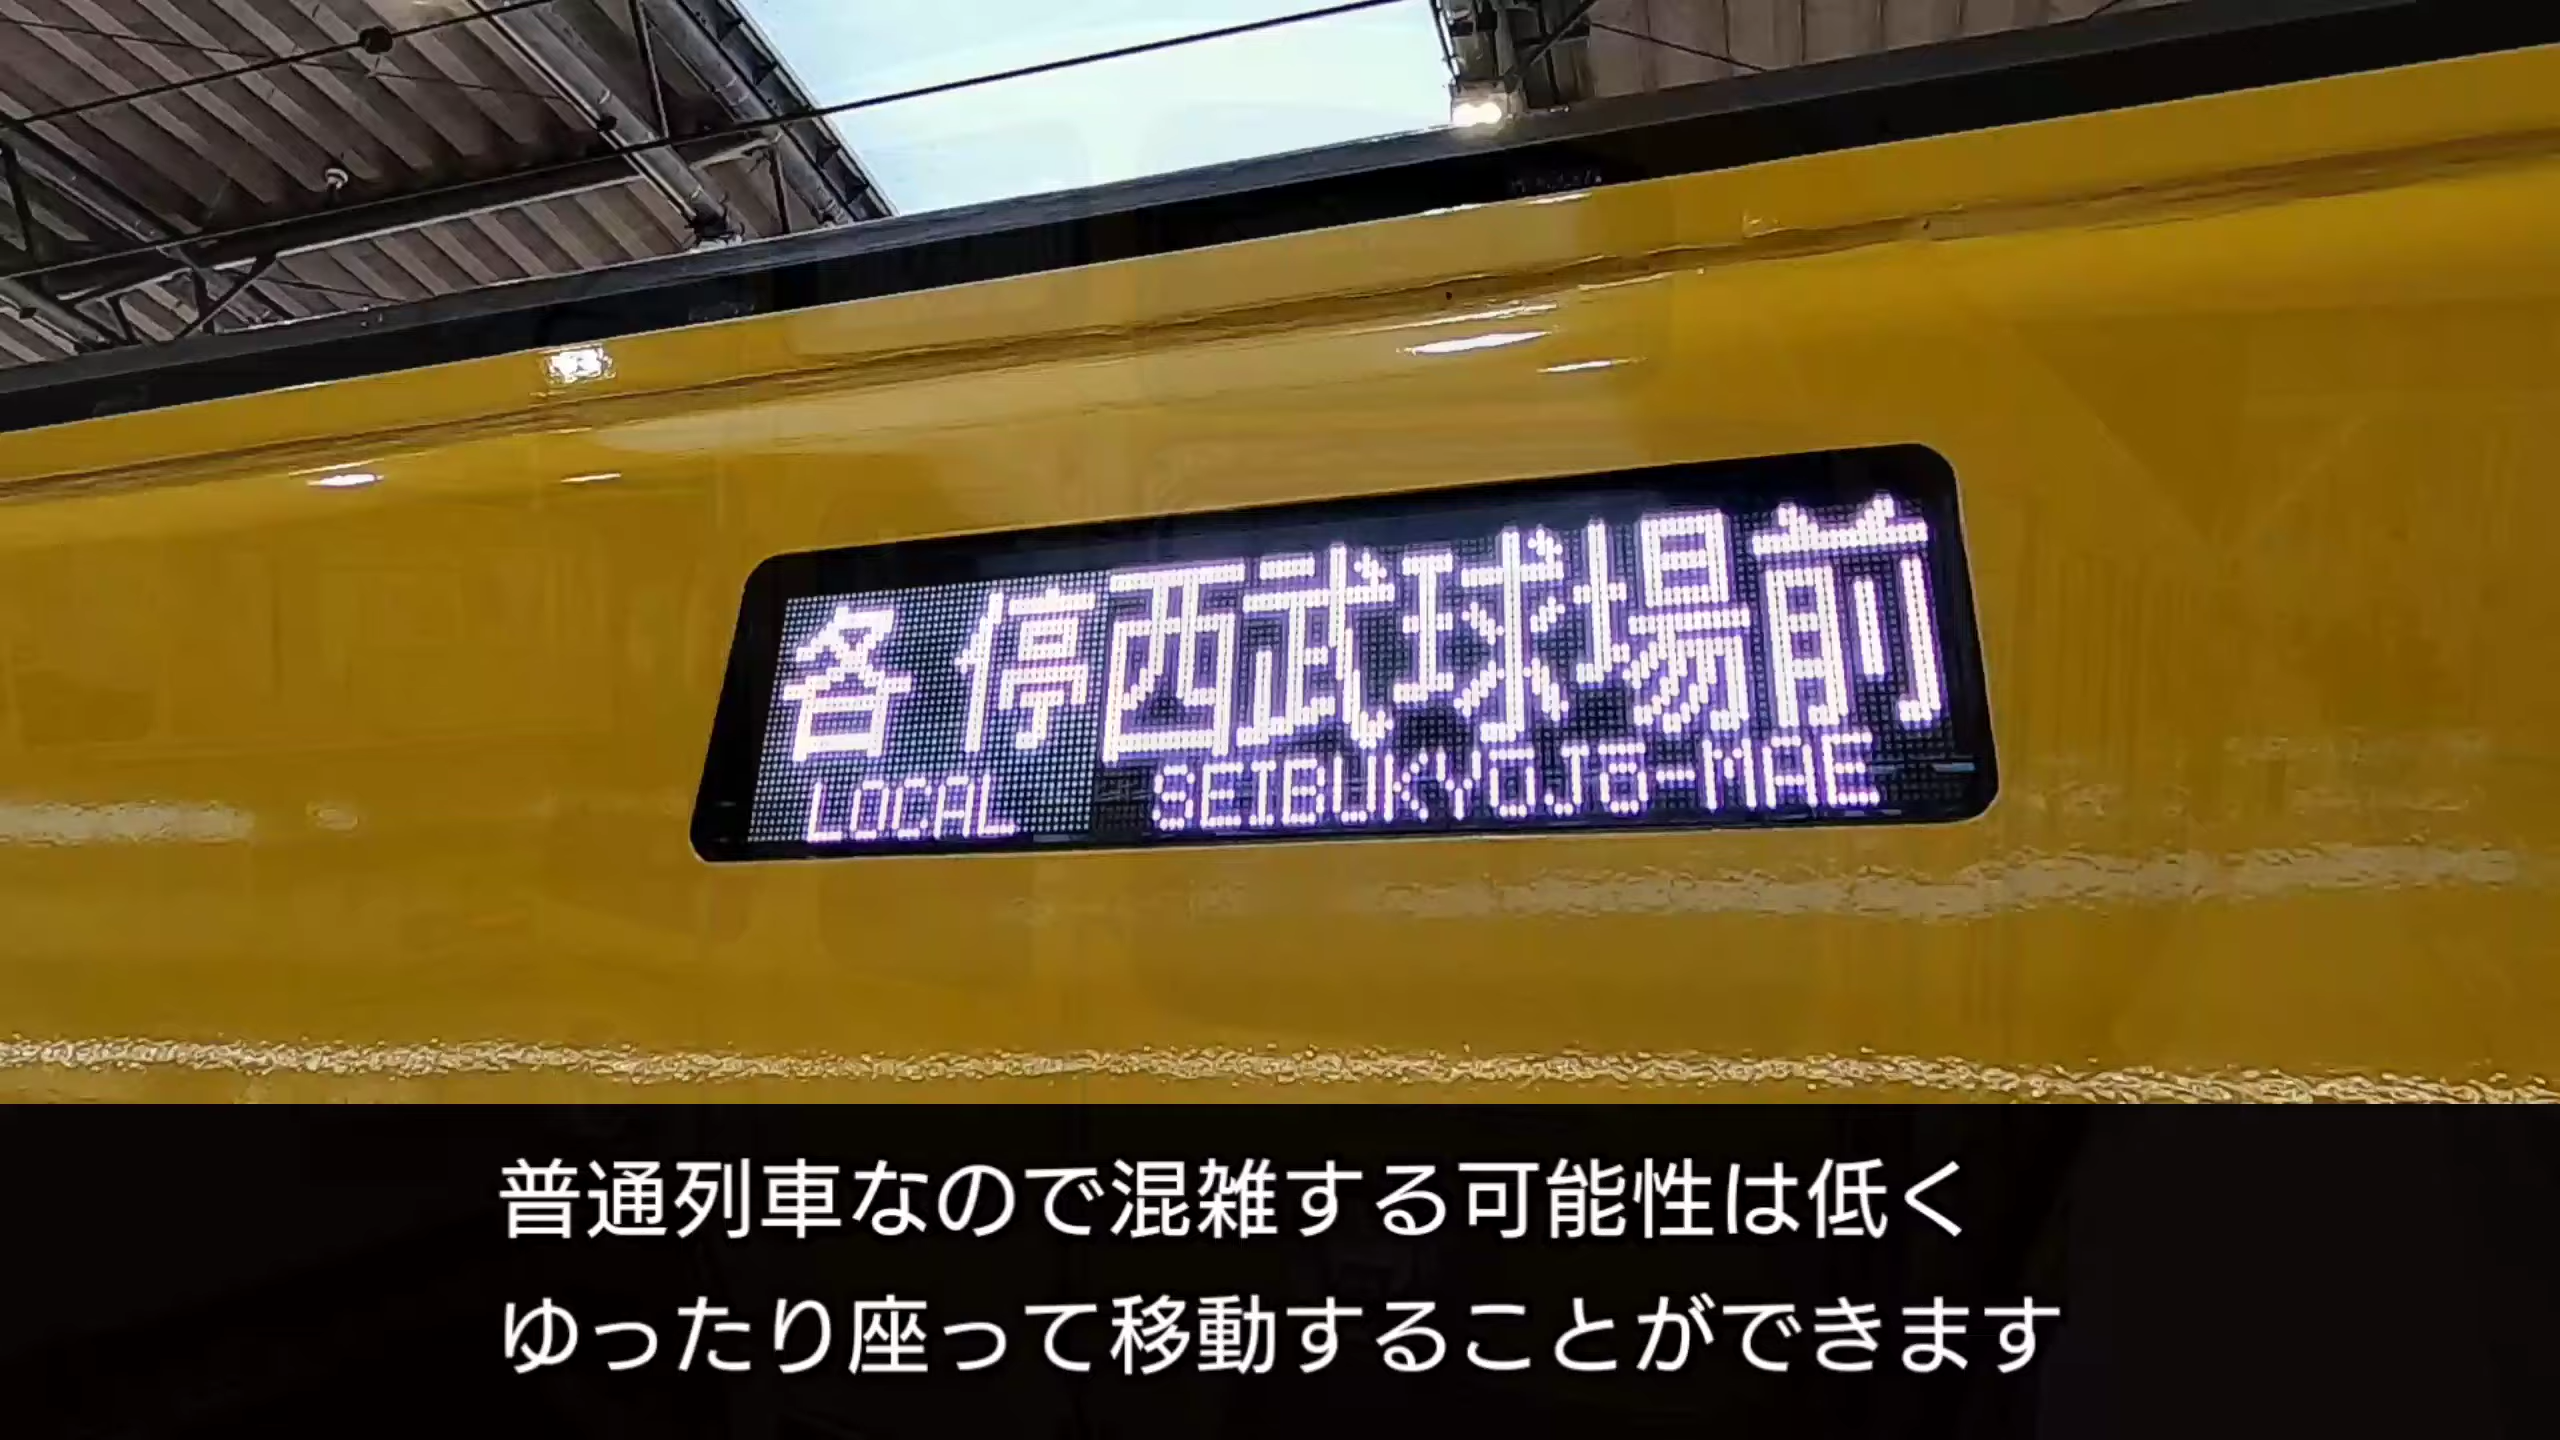 各停 西武球場前
LOCAL SEIBUKYŪJŌ-MAE
普通列車なので混雑する可能性は低く
ゆったり座って移動することができます